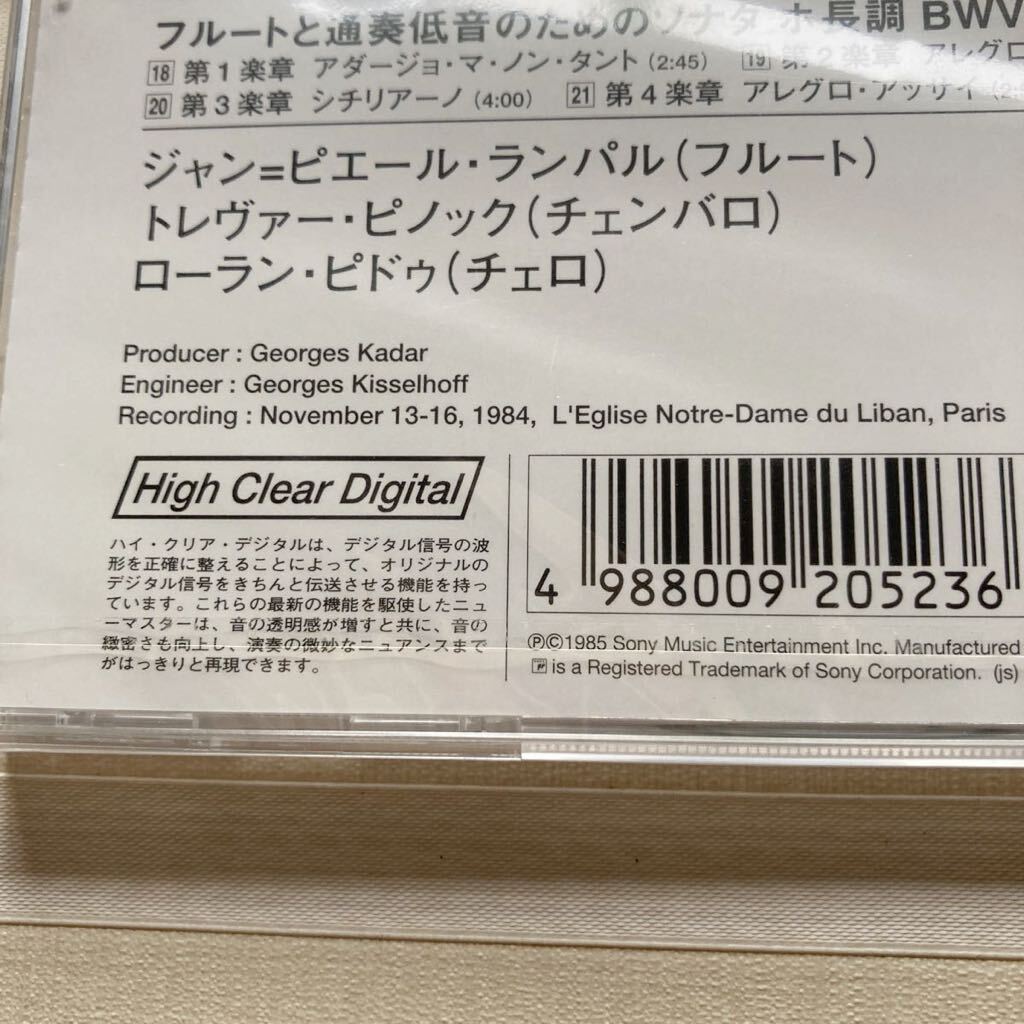 フルートと通奏低音のためのソナタ ホ長調 BWV
18 第1楽章 アダージョ・マ・ノン・タント (2:45) 19 第2楽章 アレグロ
20 第3楽章 シチリアーノ (4:00) 21 第4楽章 アレグロ・アッサイ
ジャン=ピエール・ランパル(フルート)
トレヴァー・ピノック(チェンバロ)
ローラン・ピドゥ(チェロ)
Producer : Georges Kadar
Engineer : Georges Kisselhoff
Recording : November 13-16, 1984, L'Eglise Notre-Dame du Liban, Paris
High Clear Digital
ハイ・クリア・デジタルは、デジタル信号の波
形を正確に整えることによって、オリジナルの
デジタル信号をきちんと伝送させる機能を持っ
ています。これらの最新の機能を駆使したニュ
ーマスターは、音の透明感が増すと共に、音の
緻密さも向上し、演奏の微妙なニュアンスまで
がはっきりと再現できます。
4 988009 205236
℗©1985 Sony Music Entertainment Inc. Manufactured
is a Registered Trademark of Sony Corporation. (js)